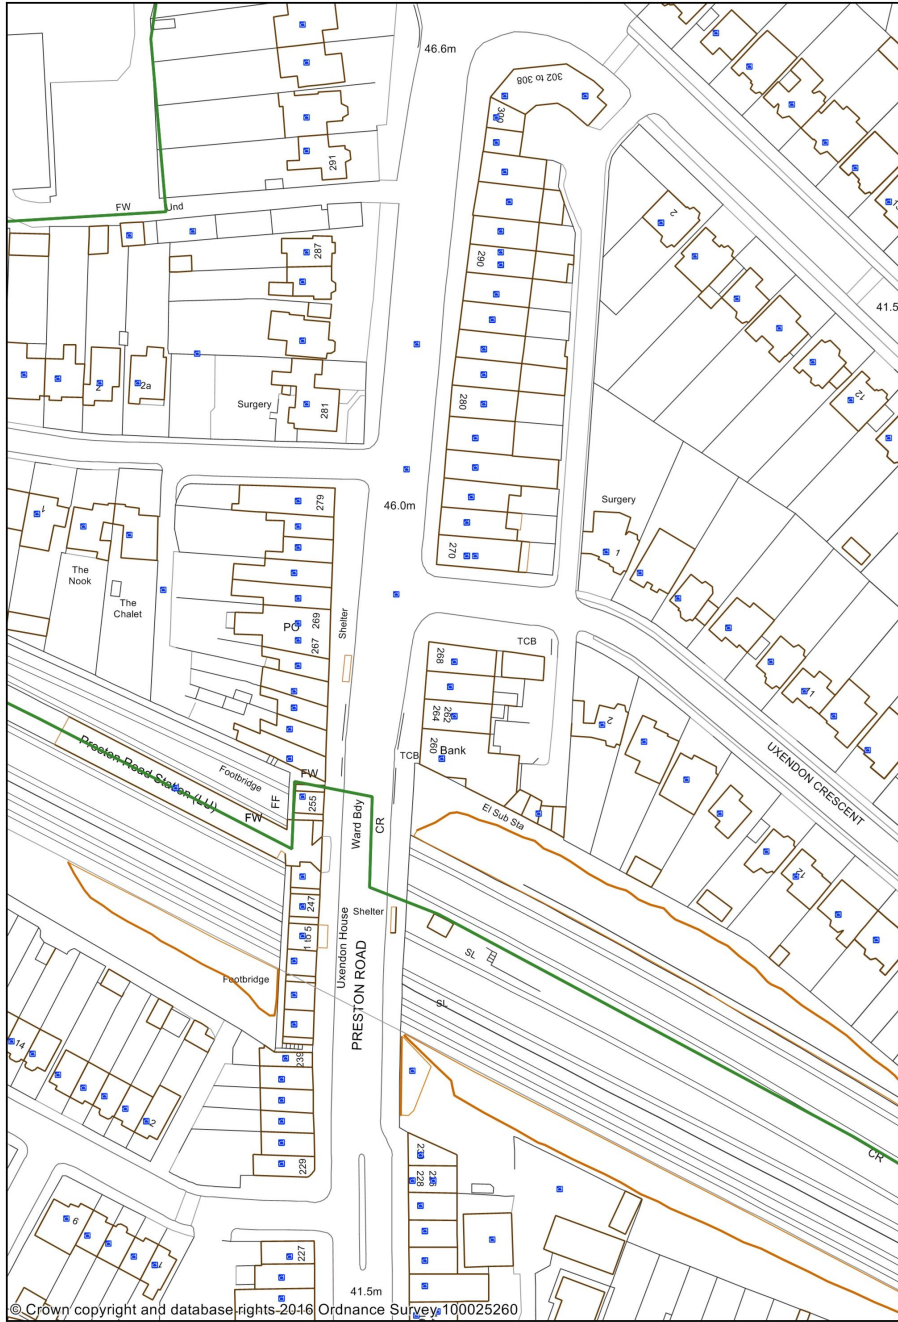 46.6m
302 to 308
300
291
FW
Und
2
287
290
41.5
2
2a
Surgery
281
280
12
279
46.0m
Surgery
1
1
270
The
Nook
The
Chalet
PO
269
267
Shelter
TCB
268
262
264
260
Bank
TCB
2
11
UXENDON CRESCENT
Preston Road Station (LU)
Footbridge
FW
FF
FW
255
Ward Bdy
CR
El Sub Sta
12
247
1 to 5
Uxendon House
PRESTON ROAD
Shelter
SL
SL
Footbridge
14
239
2
229
CR
228
226
9
1
227
41.5m
© Crown copyright and database rights 2016 Ordnance Survey 100025260